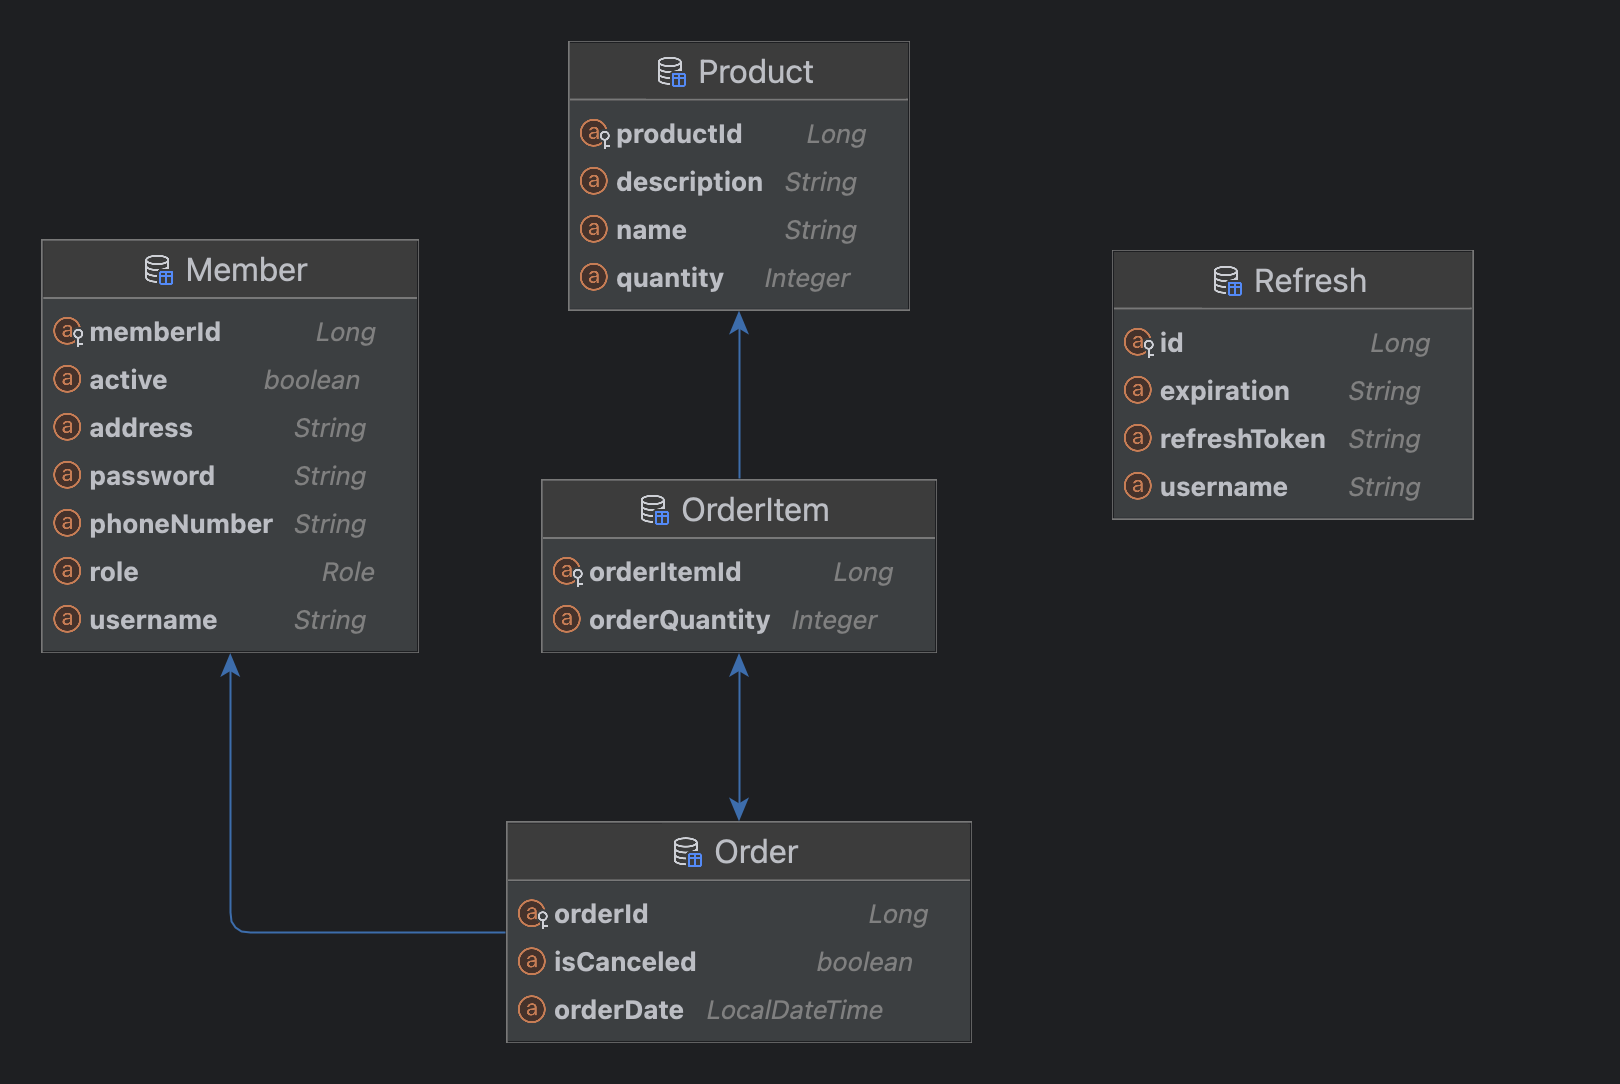 Product
productId Long
description String
name String
quantity Integer
Member
memberId Long
active boolean
address String
password String
phoneNumber String
role Role
username String
Refresh
id Long
expiration String
refreshToken String
username String
OrderItem
orderItemId Long
orderQuantity Integer
Order
orderId Long
isCanceled boolean
orderDate LocalDateTime